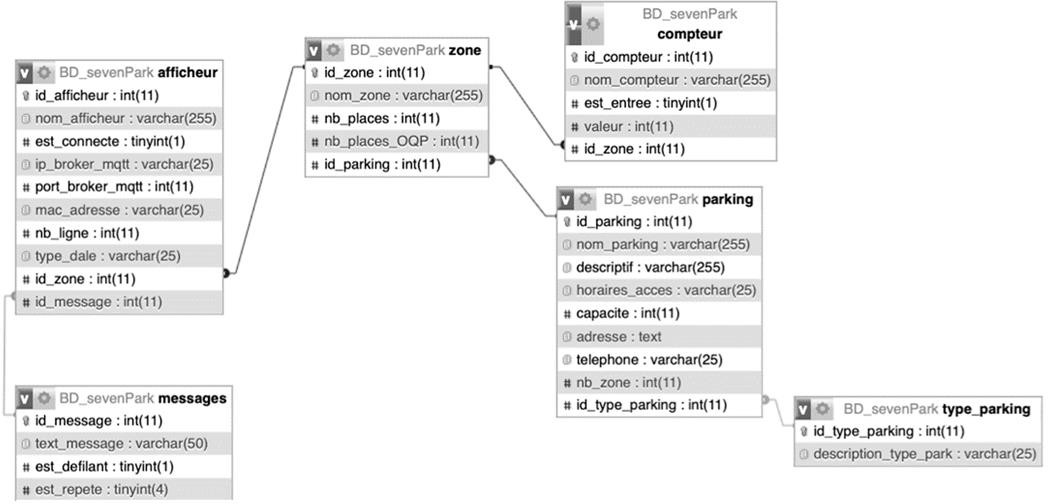 BD_sevenPark afficheur
id_afficheur : int(11)
nom_afficheur : varchar(255)
est_connecte : tinyint(1)
ip_broker_mqtt : varchar(25)
port_broker_mqtt : int(11)
mac_adresse : varchar(25)
nb_ligne : int(11)
type_dale : varchar(25)
id_zone : int(11)
id_message : int(11)
BD_sevenPark messages
id_message : int(11)
text_message : varchar(50)
est_defilant : tinyint(1)
est_repete : tinyint(4)
BD_sevenPark zone
id_zone : int(11)
nom_zone : varchar(255)
nb_places : int(11)
nb_places_OQP : int(11)
id_parking : int(11)
BD_sevenPark
compteur
id_compteur : int(11)
nom_compteur : varchar(255)
est_entree : tinyint(1)
valeur : int(11)
id_zone : int(11)
BD_sevenPark parking
id_parking : int(11)
nom_parking : varchar(255)
descriptif : varchar(255)
horaires_acces : varchar(25)
capacite : int(11)
adresse : text
telephone : varchar(25)
nb_zone : int(11)
id_type_parking : int(11)
BD_sevenPark type_parking
id_type_parking : int(11)
description_type_park : varchar(25)